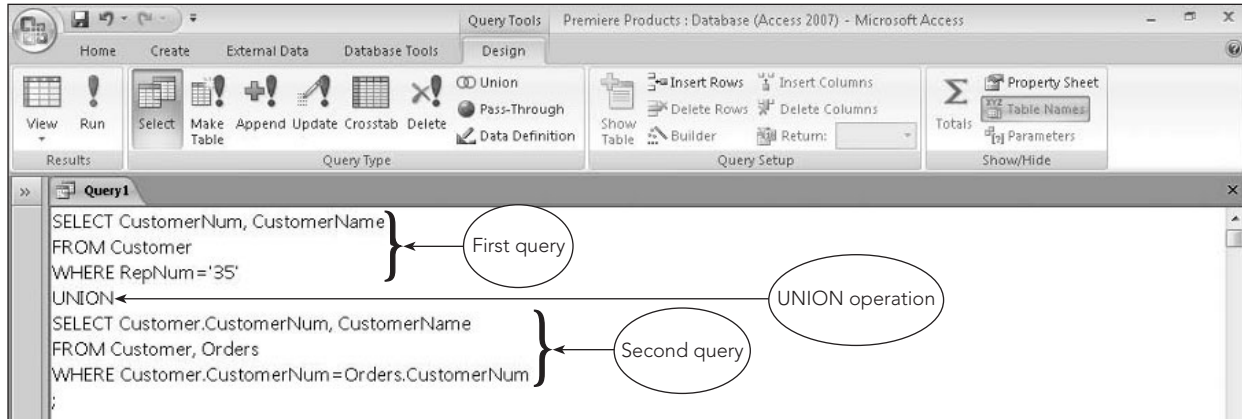 Query Tools
Premiere Products : Database (Access 2007) - Microsoft Access
Home Create External Data Database Tools Design
View
Run
Results
Select
Make Table
Append
Update
Crosstab
Delete
Union
Pass-Through
Data Definition
Query Type
Show Table
Insert Rows
Delete Rows
Builder
Insert Columns
Delete Columns
Return:
Query Setup
Totals
Property Sheet
XYZ
Table Names
[?] Parameters
Show/Hide
»
Query1
SELECT CustomerNum, CustomerName
FROM Customer
WHERE RepNum='35'
First query
UNION
UNION operation
SELECT Customer.CustomerNum, CustomerName
FROM Customer, Orders
WHERE Customer.CustomerNum=Orders.CustomerNum
;
Second query